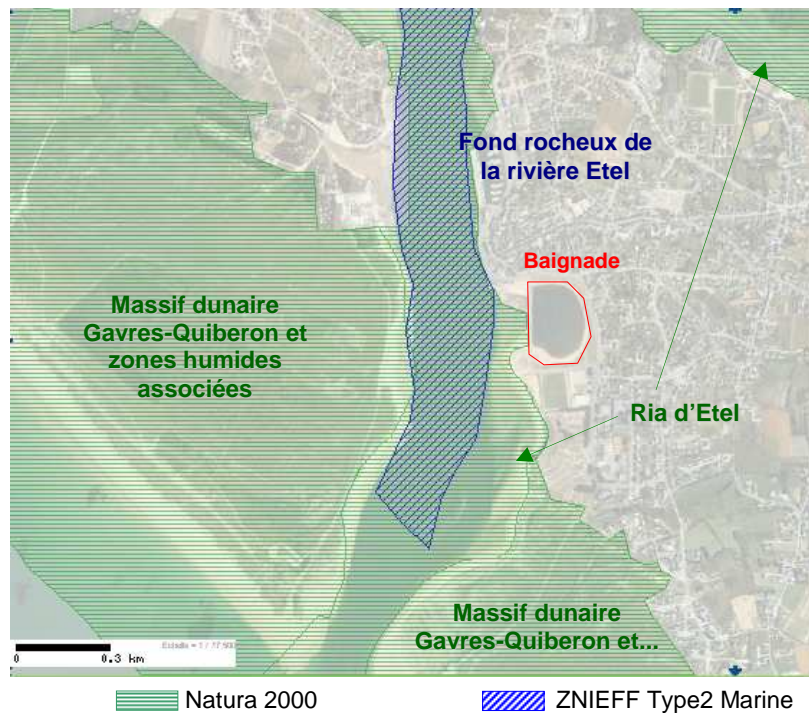 Fond rocheux de
la rivière Etel
Baignade
Massif dunaire
Gavres-Quiberon et
zones humides
associées
Ria d’Etel
Massif dunaire
Gavres-Quiberon et...
0 0.3 km
Natura 2000
ZNIEFF Type2 Marine